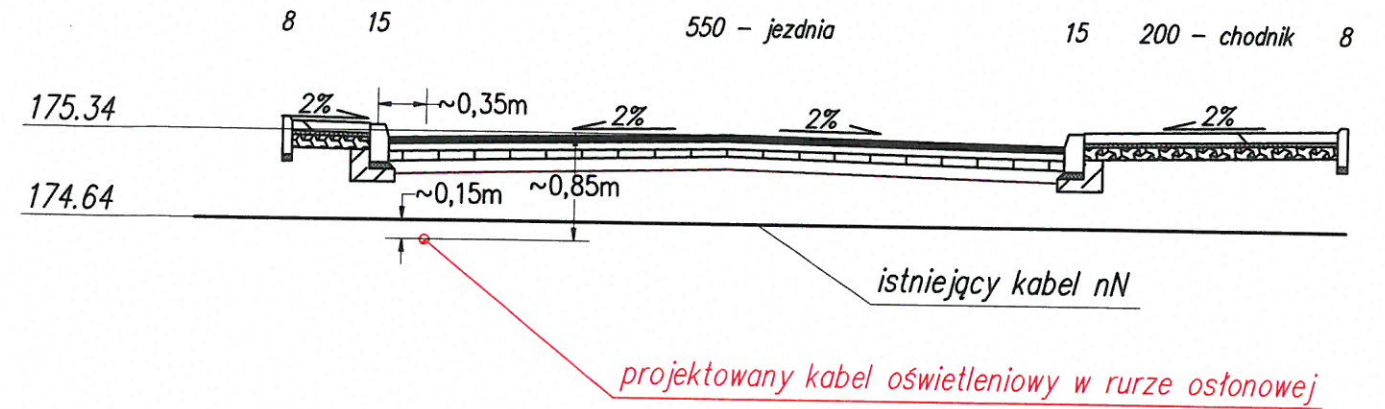 8 15 550 – jezdnia 15 200 – chodnik 8
175.34 2% ~0,35m 2% 2% 2%
174.64 ~0,15m ~0,85m
istniejący kabel nN
projektowany kabel oświetleniowy w rurze osłonowej